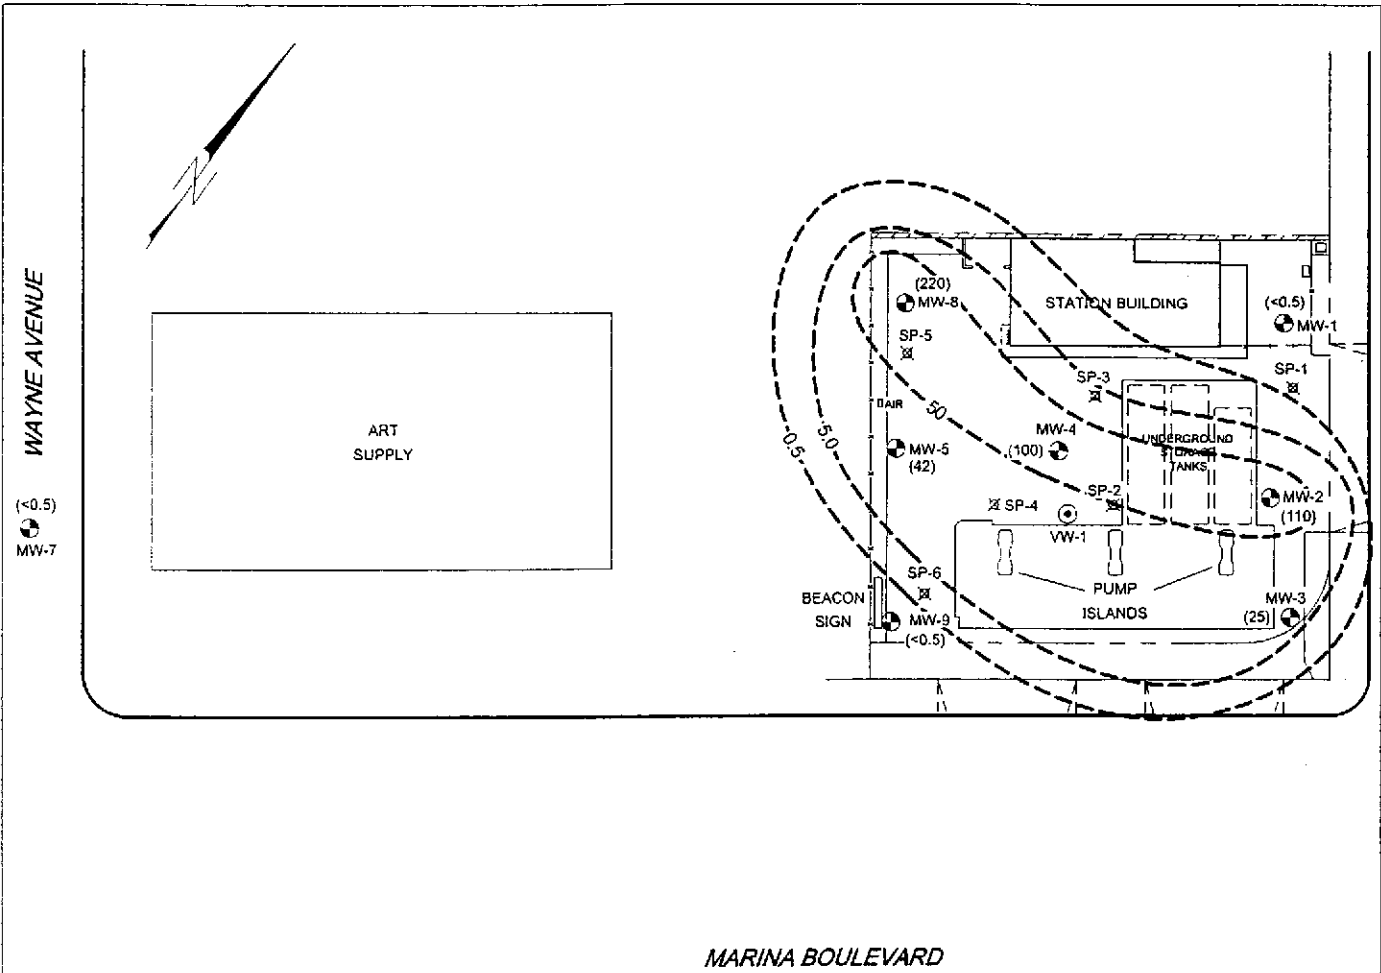 N
WAYNE AVENUE
(<0.5)
MW-7
ART
SUPPLY
(220)
MW-8
STATION BUILDING
(<0.5)
MW-1
SP-5
SP-3
SP-1
AIR
50
5.0
0.5
MW-5
(42)
MW-4
(100)
UNDERGROUND
STORAGE
TANKS
SP-4
SP-2
VW-1
MW-2
(110)
SP-6
BEACON
SIGN
MW-9
(<0.5)
PUMP
ISLANDS
MW-3
(25)
MARINA BOULEVARD